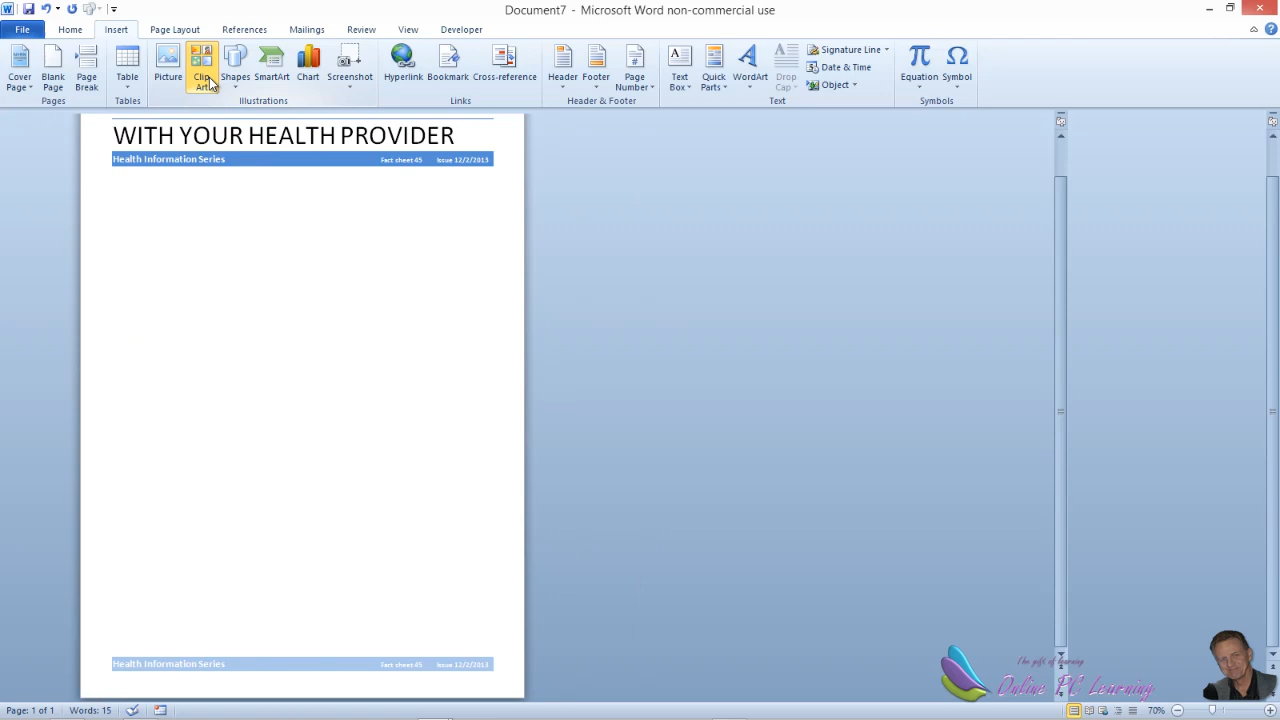 Document7 - Microsoft Word non-commercial use
File Home Insert Page Layout References Mailings Review View Developer
Cover Page Blank Page Page Break Table Picture Clip Art Shapes SmartArt Chart Screenshot Hyperlink Bookmark Cross-reference Header Footer Page Number Text Box Quick Parts WordArt Drop Cap Signature Line Date & Time Object Equation Symbol
Pages Tables Illustrations Links Header & Footer Text Symbols
WITH YOUR HEALTH PROVIDER
Health Information Series Fact sheet 45 Issue 12/2/2013
Health Information Series Fact sheet 45 Issue 12/2/2013
The gift of learning
Online PC Learning
Page: 1 of 1 Words: 15 70%